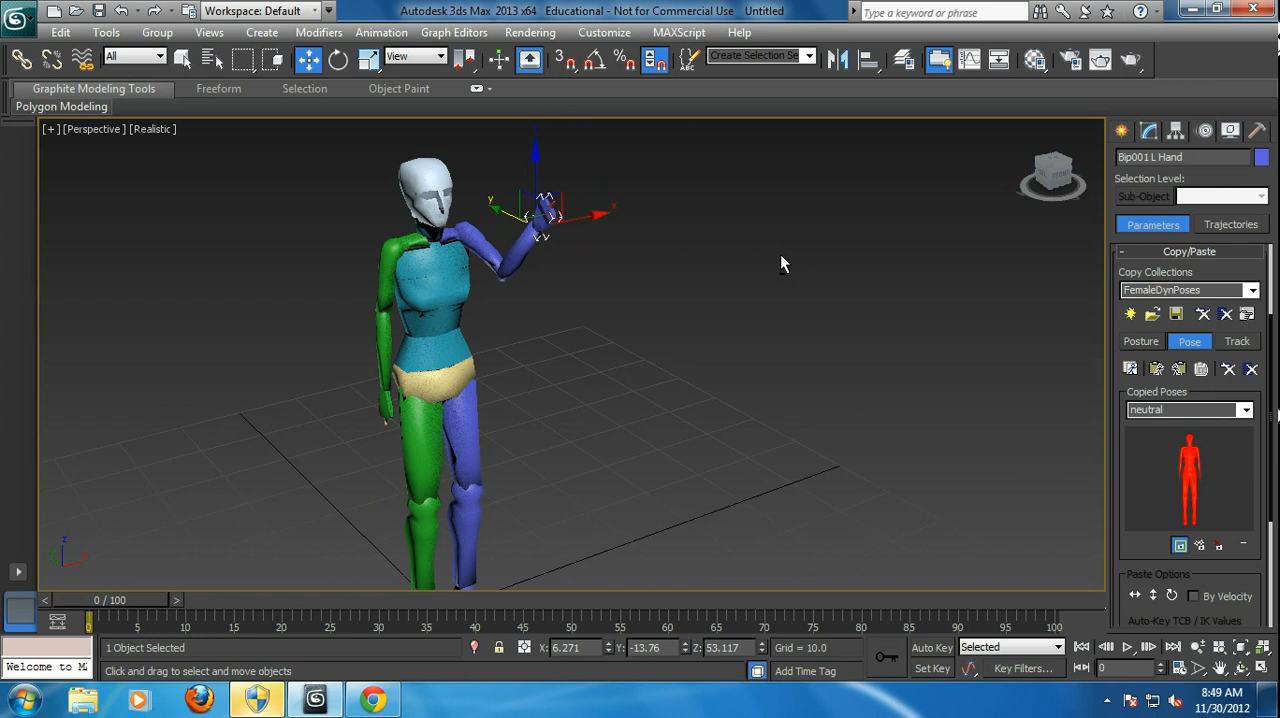 Workspace: Default
Autodesk 3ds Max 2013 x64 Educational - Not for Commercial Use Untitled
Type a keyword or phrase
Edit Tools Group Views Create Modifiers Animation Graph Editors Rendering Customize MAXScript Help
All
View
3
Create Selection Se
Graphite Modeling Tools Freeform Selection Object Paint
Polygon Modeling
[+] [Perspective] [Realistic]
Bip001 L Hand
Selection Level:
Sub-Object
Parameters Trajectories
- Copy/Paste
Copy Collections
FemaleDynPoses
Posture Pose Track
Copied Poses
neutral
Paste Options
By Velocity
Auto-Key TCB / IK Values
z
y
x
z
< 0 / 100 >
0 5 10 15 20 25 30 35 40 45 50 55 60 65 70 75 80 85 90 95 100
1 Object Selected
X: 6.271 Y: -13.76 Z: 53.117 Grid = 10.0
Auto Key Selected
Welcome to M
Click and drag to select and move objects
Add Time Tag
Set Key Key Filters... 0
8:49 AM
11/30/2012